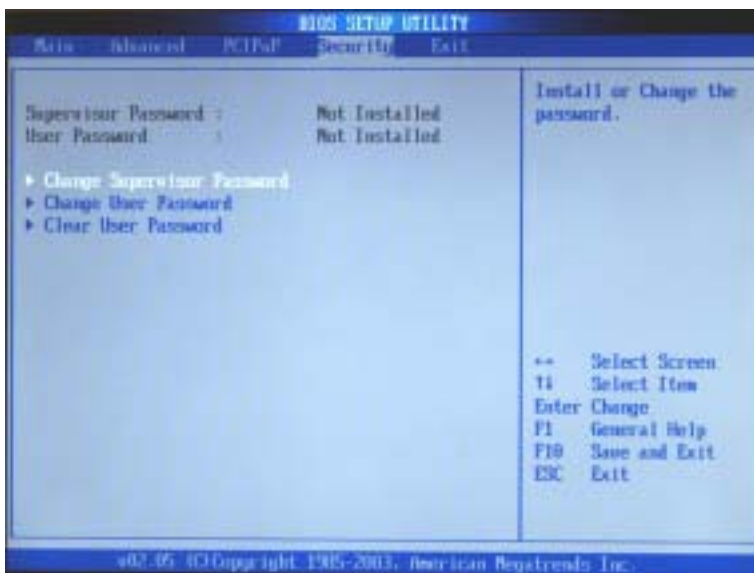 BIOS SETUP UTILITY
Main Advanced PCIPnP Security Exit
Supervisor Password : Not Installed
User Password : Not Installed
▶ Change Supervisor Password
▶ Change User Password
▶ Clear User Password
Install or Change the
password.
↔ Select Screen
↑↓ Select Item
Enter Change
F1 General Help
F10 Save and Exit
ESC Exit
v02.05 (C)Copyright 1985-2003, American Megatrends Inc.